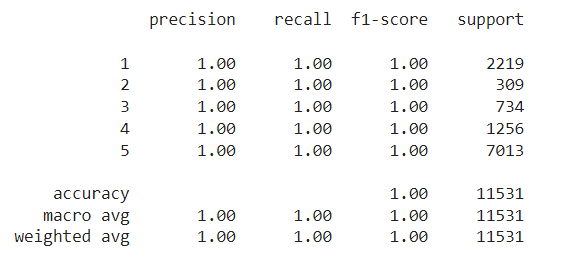 precision recall f1-score support
1 1.00 1.00 1.00 2219
2 1.00 1.00 1.00 309
3 1.00 1.00 1.00 734
4 1.00 1.00 1.00 1256
5 1.00 1.00 1.00 7013
accuracy 1.00 11531
macro avg 1.00 1.00 1.00 11531
weighted avg 1.00 1.00 1.00 11531